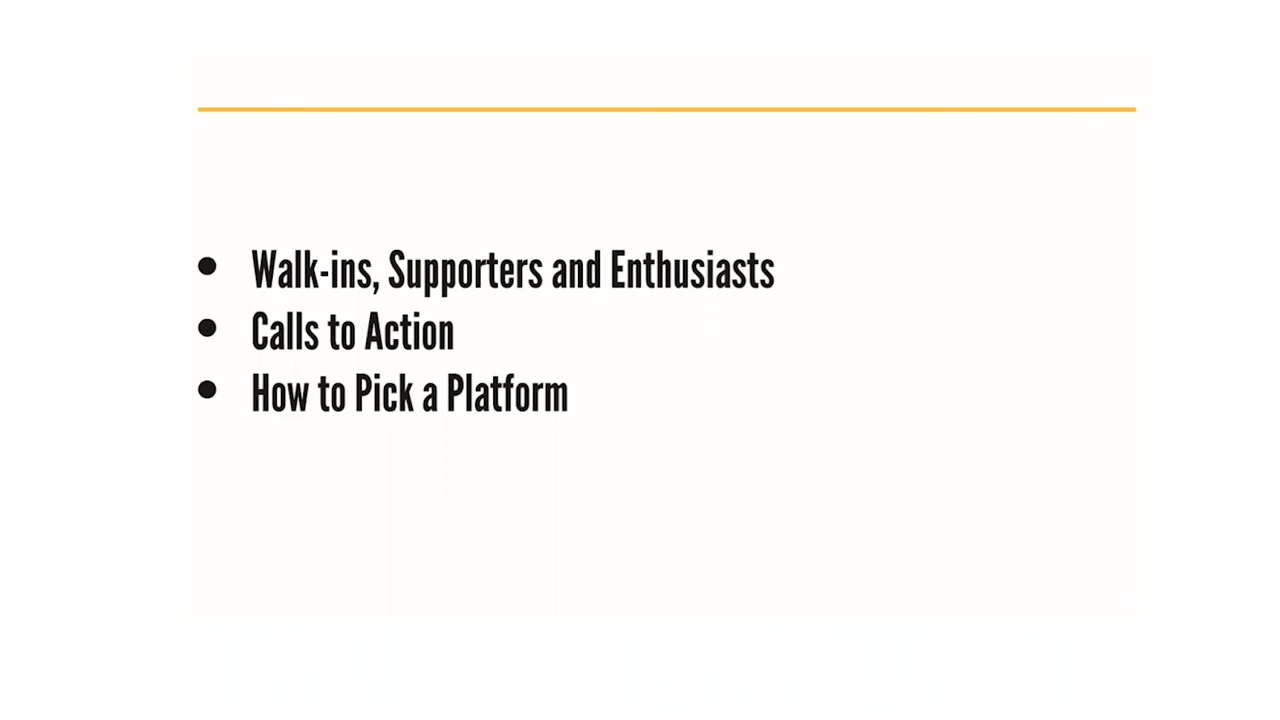 • Walk-ins, Supporters and Enthusiasts
• Calls to Action
• How to Pick a Platform